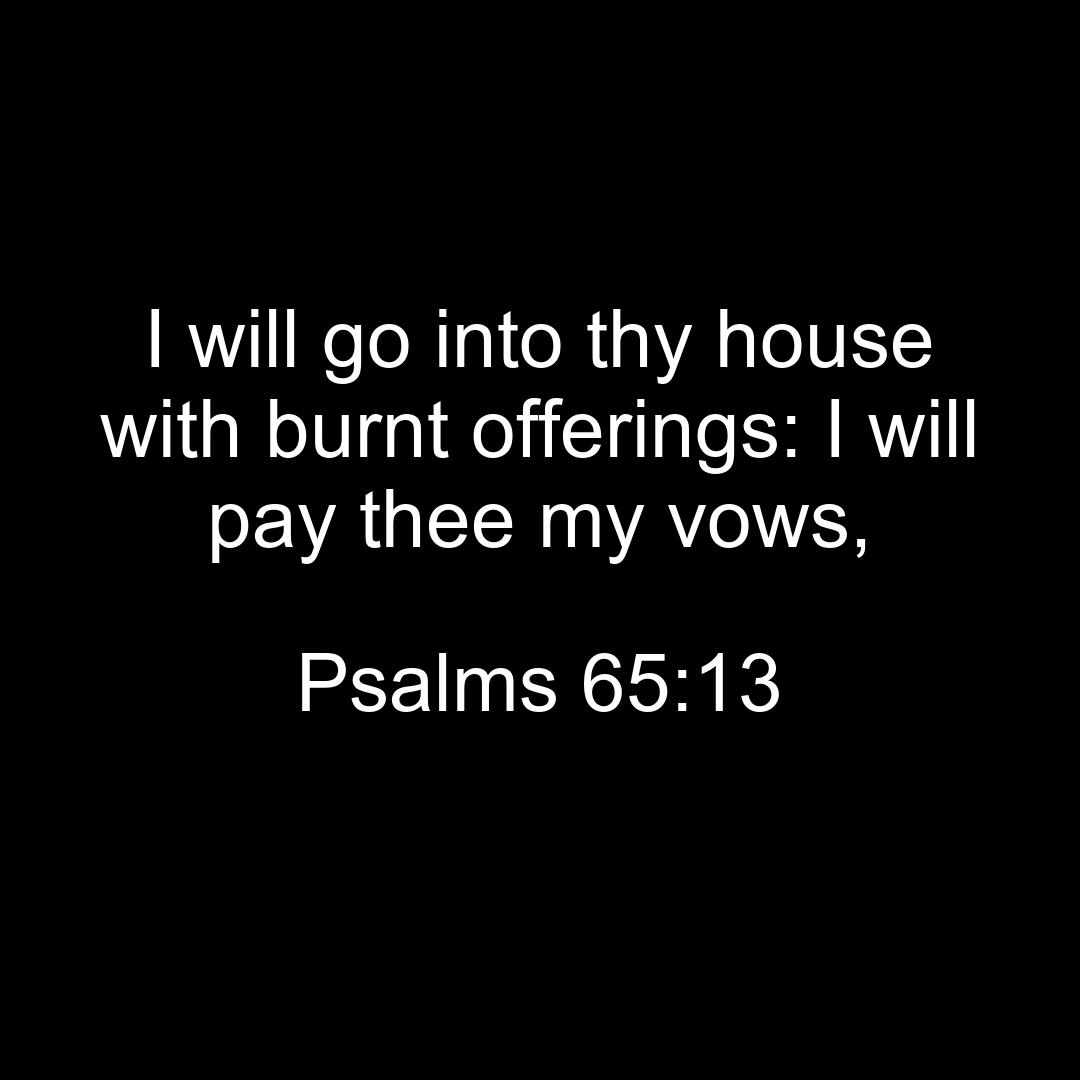 I will go into thy house
with burnt offerings: I will
pay thee my vows,
Psalms 65:13